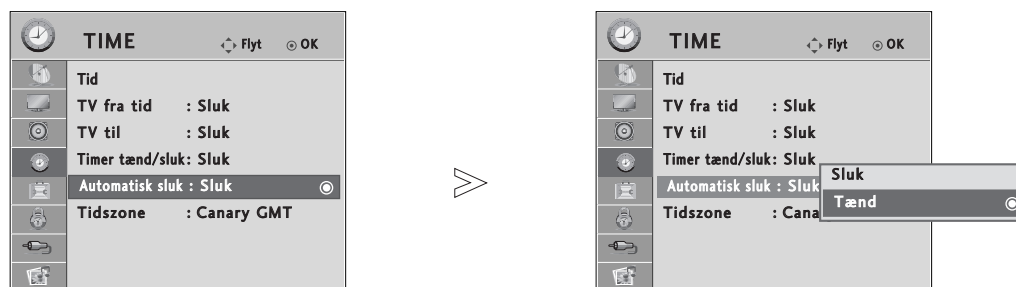 TIME Flyt OK
Tid
TV fra tid : Sluk
TV til : Sluk
Timer tænd/sluk: Sluk
Automatisk sluk : Sluk
Tidszone : Canary GMT
>
TIME Flyt OK
Tid
TV fra tid : Sluk
TV til : Sluk
Timer tænd/sluk: Sluk
Automatisk sluk : Sluk
Tidszone : Cana
Sluk
Tænd